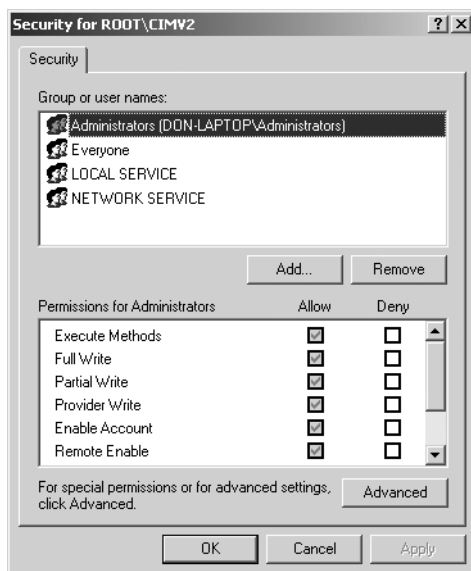 Security for ROOT\CIMV2
Security
Group or user names:
Administrators (DON-LAPTOP\Administrators)
Everyone
LOCAL SERVICE
NETWORK SERVICE
Add... Remove
Permissions for Administrators Allow Deny
Execute Methods
Full Write
Partial Write
Provider Write
Enable Account
Remote Enable
For special permissions or for advanced settings,
click Advanced.
Advanced
OK Cancel Apply